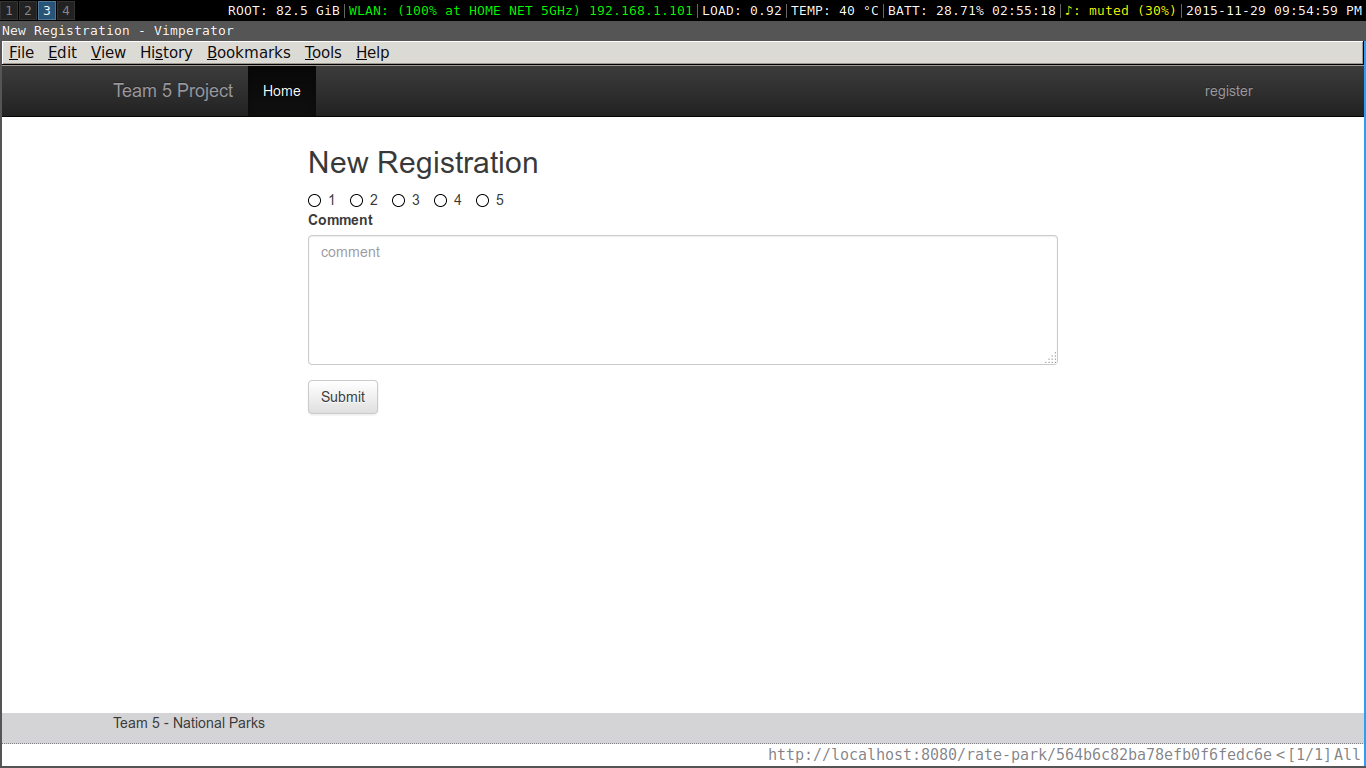 1 2 3 4 ROOT: 82.5 GiB|WLAN: (100% at HOME NET 5GHz) 192.168.1.101|LOAD: 0.92|TEMP: 40 °C|BATT: 28.71% 02:55:18|♪: muted (30%)|2015-11-29 09:54:59 PM
New Registration - Vimperator
File Edit View History Bookmarks Tools Help
Team 5 Project Home register
New Registration
1 2 3 4 5
Comment
comment
Submit
Team 5 - National Parks
http://localhost:8080/rate-park/564b6c82ba78efb0f6fedc6e < [1/1] All